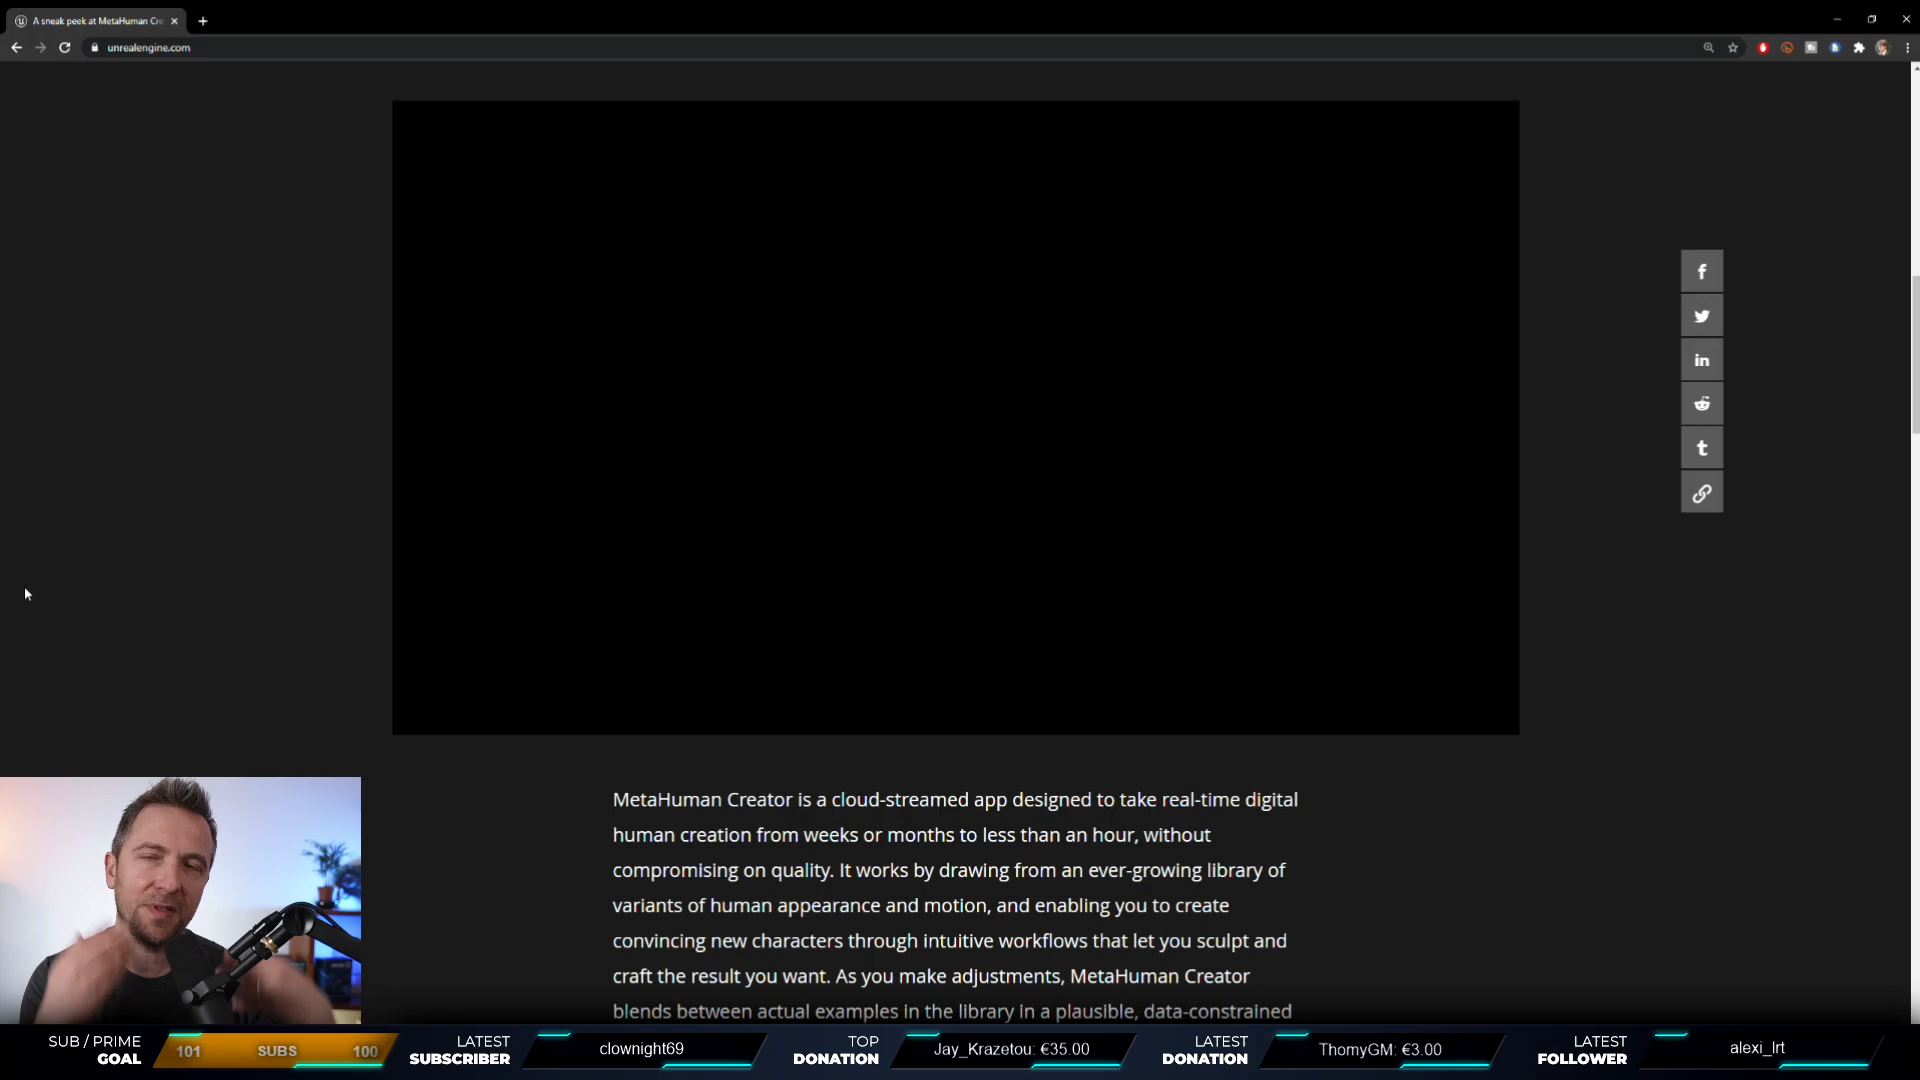 A sneak peek at MetaHuman Cre
unrealengine.com
MetaHuman Creator is a cloud-streamed app designed to take real-time digital
human creation from weeks or months to less than an hour, without
compromising on quality. It works by drawing from an ever-growing library of
variants of human appearance and motion, and enabling you to create
convincing new characters through intuitive workflows that let you sculpt and
craft the result you want. As you make adjustments, MetaHuman Creator
blends between actual examples in the library in a plausible, data-constrained
SUB / PRIME
GOAL
101 SUBS 100
LATEST
SUBSCRIBER
clownight69
TOP
DONATION
Jay_Krazetou: €35.00
LATEST
DONATION
ThomyGM: €3.00
LATEST
FOLLOWER
alexi_lrt